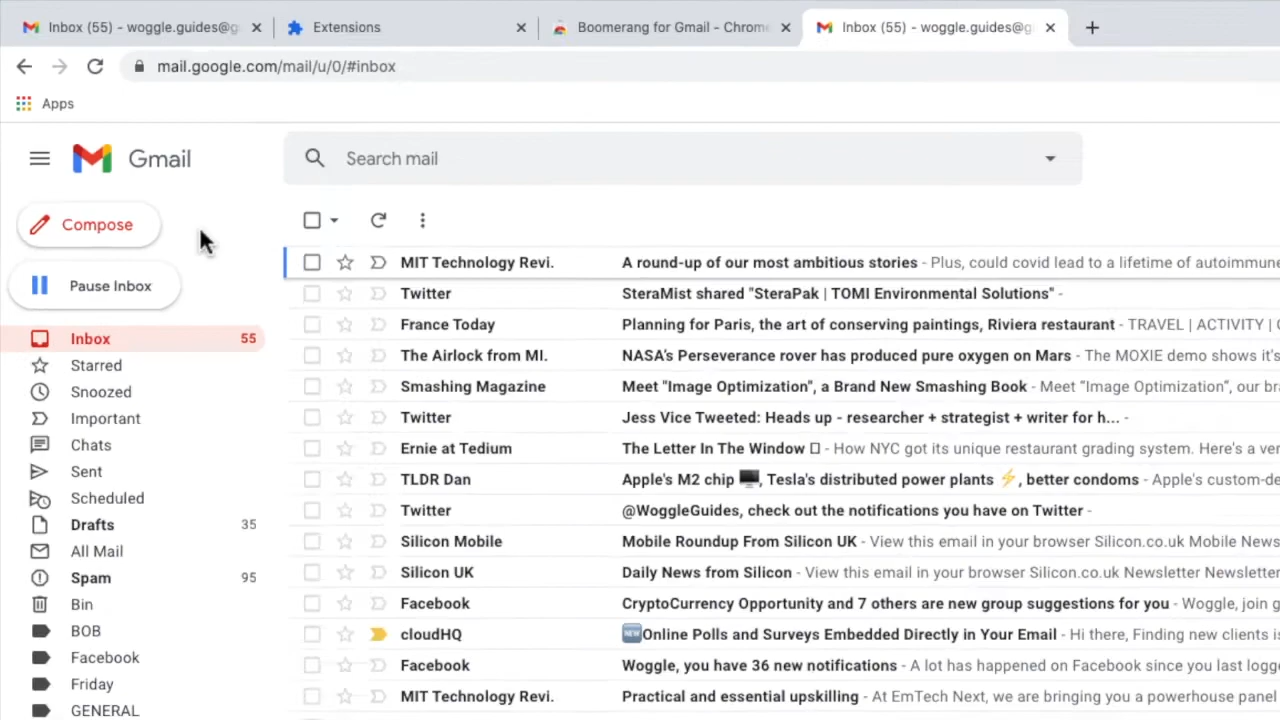 Inbox (55) - woggle.guides@g
Extensions
Boomerang for Gmail - Chrome
Inbox (55) - woggle.guides@g
mail.google.com/mail/u/0/#inbox
Apps
Gmail
Search mail
Compose
Pause Inbox
Inbox 55
Starred
Snoozed
Important
Chats
Sent
Scheduled
Drafts 35
All Mail
Spam 95
Bin
BOB
Facebook
Friday
GENERAL
MIT Technology Revi. A round-up of our most ambitious stories - Plus, could covid lead to a lifetime of autoimmune
Twitter SteraMist shared "SteraPak | TOMI Environmental Solutions" -
France Today Planning for Paris, the art of conserving paintings, Riviera restaurant - TRAVEL | ACTIVITY |
The Airlock from MI. NASA's Perseverance rover has produced pure oxygen on Mars - The MOXIE demo shows it's
Smashing Magazine Meet "Image Optimization", a Brand New Smashing Book - Meet "Image Optimization", our
Twitter Jess Vice Tweeted: Heads up - researcher + strategist + writer for h... -
Ernie at Tedium The Letter In The Window - How NYC got its unique restaurant grading system. Here's a
TLDR Dan Apple's M2 chip 🖥️, Tesla's distributed power plants ⚡, better condoms - Apple's custom-de
Twitter @WoggleGuides, check out the notifications you have on Twitter -
Silicon Mobile Mobile Roundup From Silicon UK - View this email in your browser Silicon.co.uk Mobile News
Silicon UK Daily News from Silicon - View this email in your browser Silicon.co.uk Newsletter Newsletter
Facebook CryptoCurrency Opportunity and 7 others are new group suggestions for you - Woggle, join
cloudHQ 🆕Online Polls and Surveys Embedded Directly in Your Email - Hi there, Finding new clients is
Facebook Woggle, you have 36 new notifications - A lot has happened on Facebook since you last
MIT Technology Revi. Practical and essential upskilling - At EmTech Next, we are bringing you a powerhouse panel